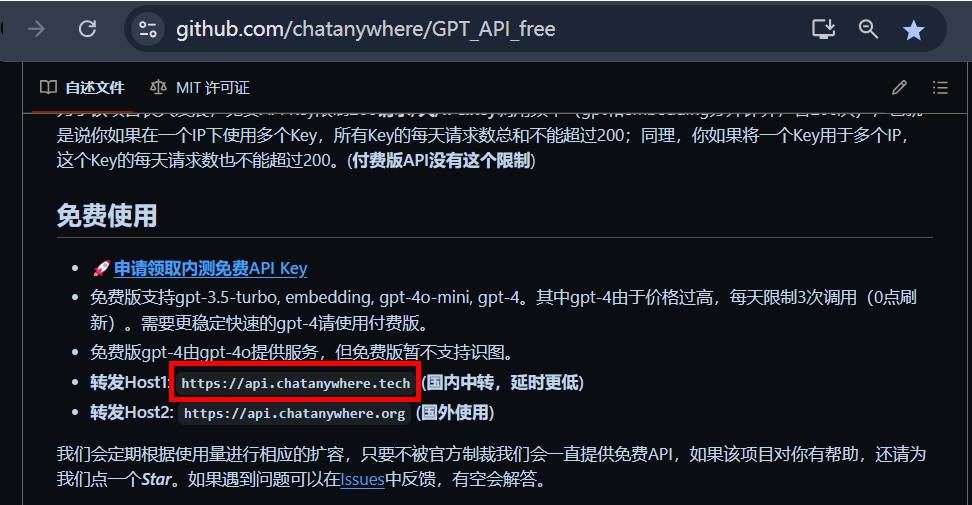 github.com/chatanywhere/GPT_API_free
自述文件 MIT 许可证
是说你如果在一个IP下使用多个Key，所有Key的每天请求数总和不能超过200；同理，你如果将一个Key用于多个IP，
这个Key的每天请求数也不能超过200。(付费版API没有这个限制)
免费使用
🚀申请领取内测免费API Key
免费版支持gpt-3.5-turbo, embedding, gpt-4o-mini, gpt-4。其中gpt-4由于价格过高，每天限制3次调用（0点刷
新）。需要更稳定快速的gpt-4请使用付费版。
免费版gpt-4由gpt-4o提供服务，但免费版暂不支持识图。
转发Host1: https://api.chatanywhere.tech (国内中转，延时更低)
转发Host2: https://api.chatanywhere.org (国外使用)
我们会定期根据使用量进行相应的扩容，只要不被官方制裁我们会一直提供免费API，如果该项目对你有帮助，还请为
我们点一个Star。如果遇到问题可以在Issues中反馈，有空会解答。